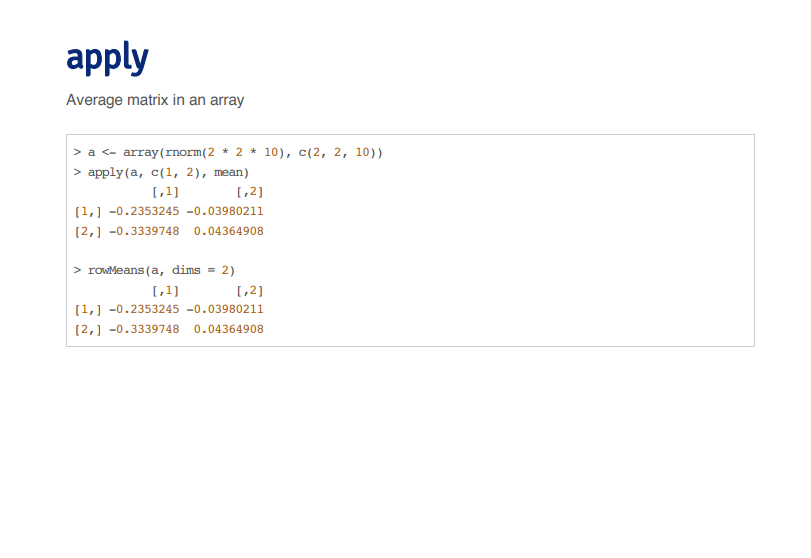 apply
Average matrix in an array
> a <- array(rnorm(2 * 2 * 10), c(2, 2, 10))
> apply(a, c(1, 2), mean)
           [,1]        [,2]
[1,] -0.2353245 -0.03980211
[2,] -0.3339748  0.04364908
> rowMeans(a, dims = 2)
           [,1]        [,2]
[1,] -0.2353245 -0.03980211
[2,] -0.3339748  0.04364908